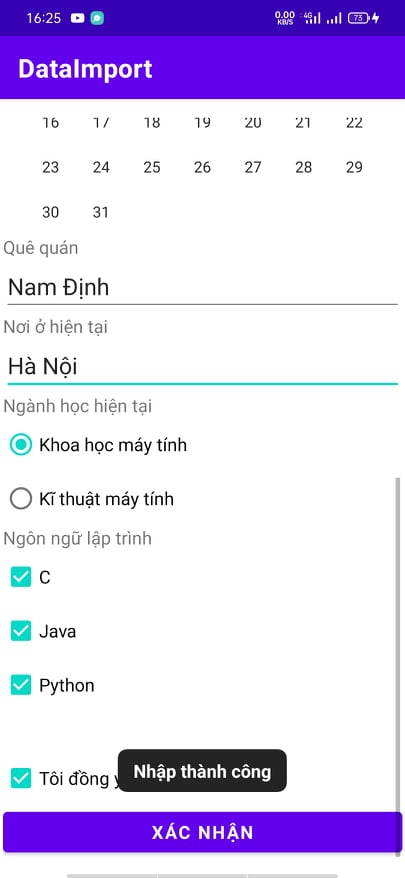 16:25 0.00 KB/S 4G 73
DataImport
16 17 18 19 20 21 22
23 24 25 26 27 28 29
30 31
Quê quán
Nam Định
Nơi ở hiện tại
Hà Nội
Ngành học hiện tại
Khoa học máy tính
Kĩ thuật máy tính
Ngôn ngữ lập trình
C
Java
Python
Tôi đồng
Nhập thành công
XÁC NHẬN